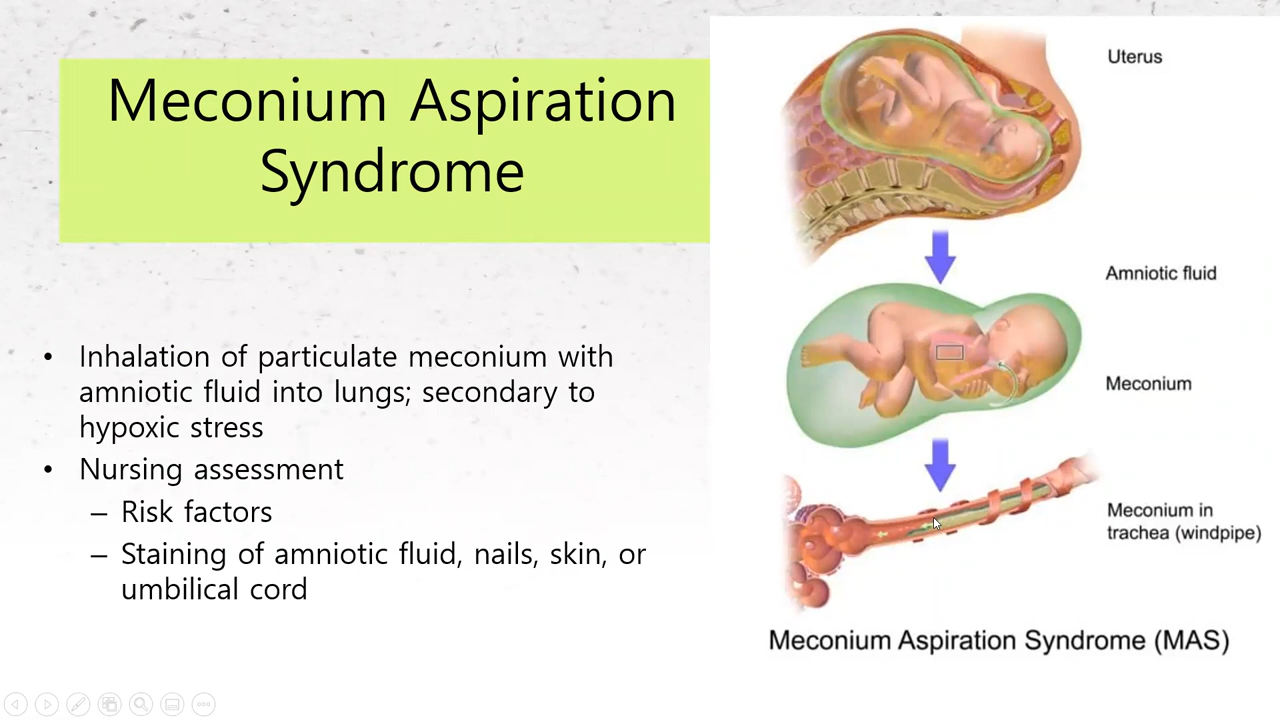 Meconium Aspiration
Syndrome
• Inhalation of particulate meconium with
amniotic fluid into lungs; secondary to
hypoxic stress
• Nursing assessment
– Risk factors
– Staining of amniotic fluid, nails, skin, or
umbilical cord
Uterus
Amniotic fluid
Meconium
Meconium in
trachea (windpipe)
Meconium Aspiration Syndrome (MAS)